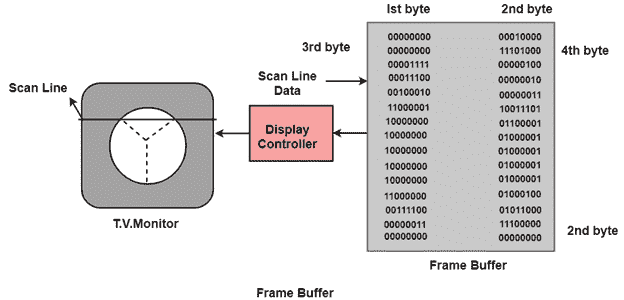 Ist byte 2nd byte
3rd byte
4th byte
Scan Line
Scan Line
Data
Display
Controller
T.V.Monitor
00000000 00010000
00000000 11101000
00001111 00000100
00011100 00000010
00100010 00000011
11000001 10011101
10000000 01100001
10000000 01000001
10000000 01000001
10000000 01000001
10000000 01000001
11000000 01000100
00111100 01011000
00000011 11100000
00000000 00000000
2nd byte
Frame Buffer
Frame Buffer